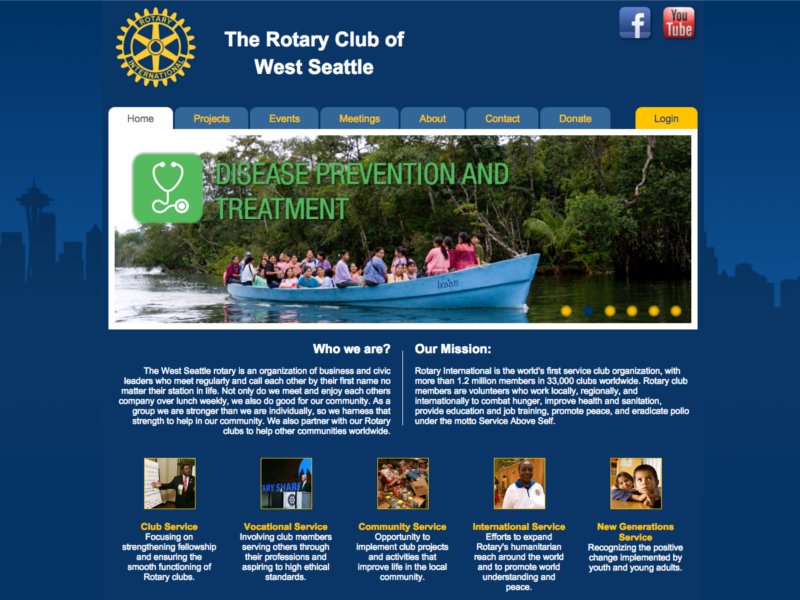 ROTARY
INTERNATIONAL
The Rotary Club of
West Seattle
f
You
Tube
Home
Projects
Events
Meetings
About
Contact
Donate
Login
DISEASE PREVENTION AND
TREATMENT
Ixo'on
Who we are?
The West Seattle rotary is an organization of business and civic
leaders who meet regularly and call each other by their first name no
matter their station in life. Not only do we meet and enjoy each others
company over lunch weekly, we also do good for our community. As a
group we are stronger than we are individually, so we harness that
strength to help in our community. We also partner with our Rotary
clubs to help other communities worldwide.
Our Mission:
Rotary International is the world's first service club organization, with
more than 1.2 million members in 33,000 clubs worldwide. Rotary club
members are volunteers who work locally, regionally, and
internationally to combat hunger, improve health and sanitation,
provide education and job training, promote peace, and eradicate polio
under the motto Service Above Self.
ARY SHARE
Club Service
Focusing on
strengthening fellowship
and ensuring the
smooth functioning of
Rotary clubs.
Vocational Service
Involving club members
serving others through
their professions and
aspiring to high ethical
standards.
Community Service
Opportunity to
implement club projects
and activities that
improve life in the local
community.
International Service
Efforts to expand
Rotary's humanitarian
reach around the world
and to promote world
understanding and
peace.
New Generations
Service
Recognizing the positive
change implemented by
youth and young adults.